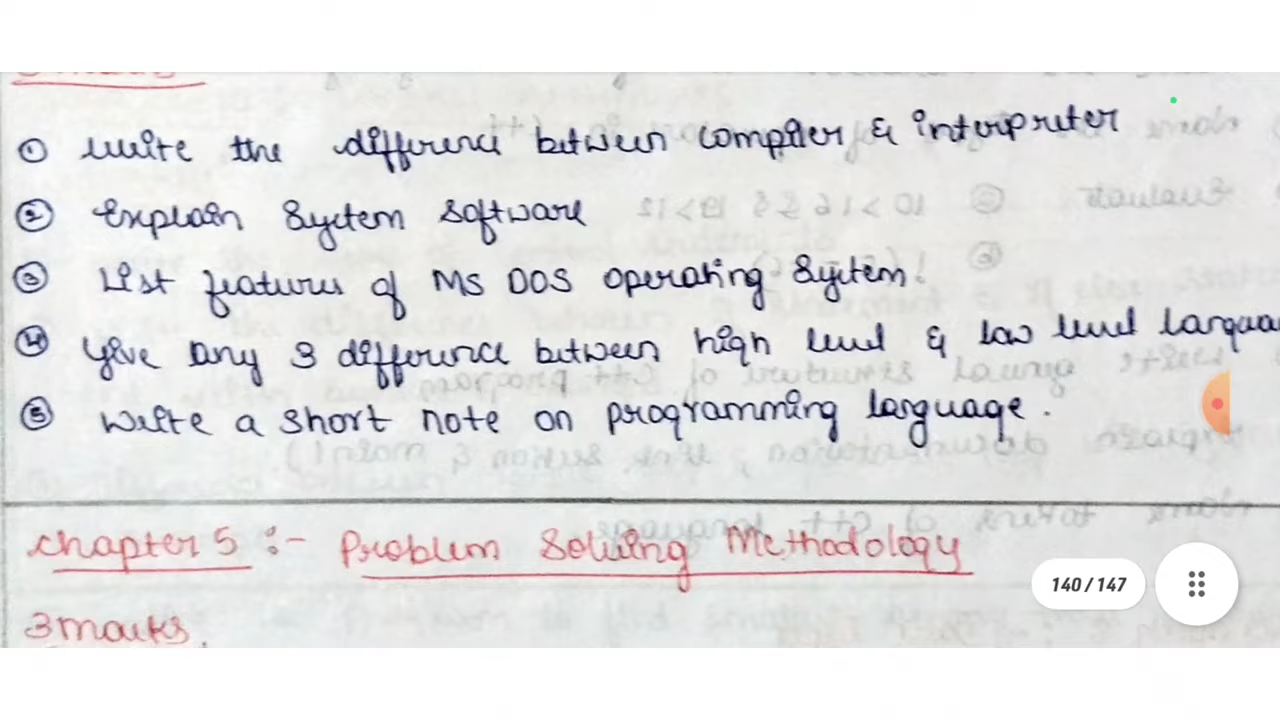 ① Write the difference between compiler & interpreter
② Explain System Software
③ List features of MS DOS operating System.
④ Give any 3 difference between high level & low level
⑤ Write a short note on programming language.
Chapter 5 :- Problem Solving Methodology
140 / 147
3 marks.